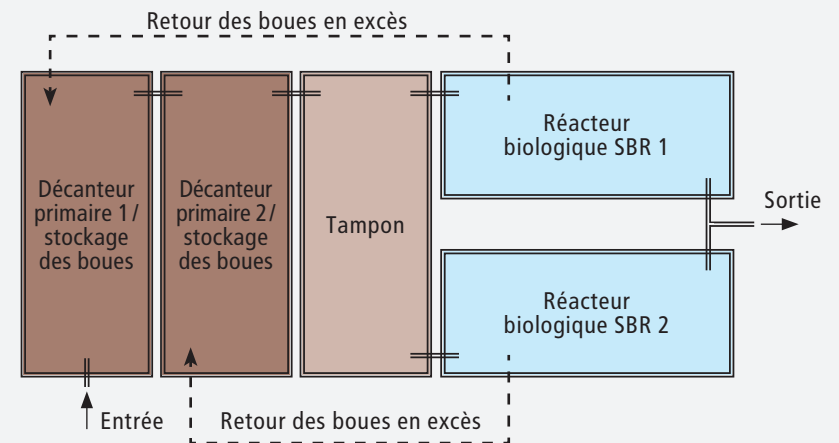 Retour des boues en excès
Décanteur
primaire 1/
stockage
des boues
Décanteur
primaire 2/
stockage
des boues
Tampon
Réacteur
biologique SBR 1
Sortie
Réacteur
biologique SBR 2
Entrée
Retour des boues en excès